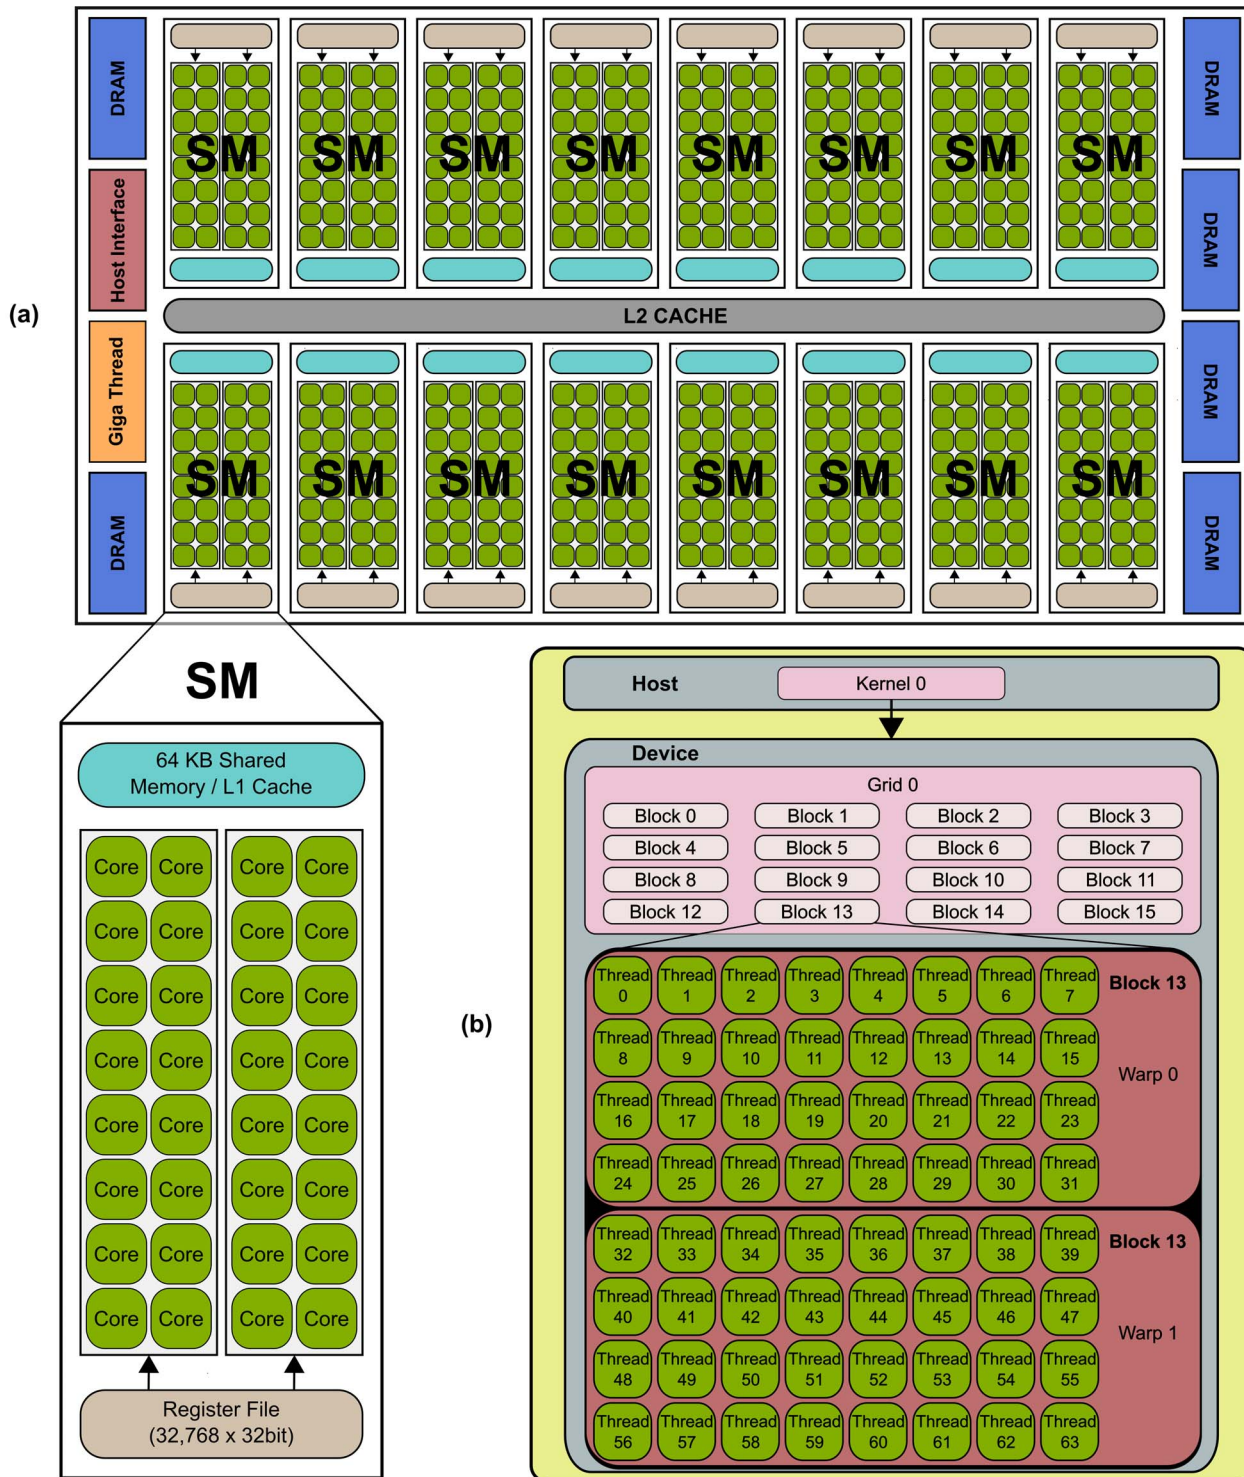 DRAM
Host Interface
Giga Thread
DRAM
SM SM SM SM SM SM SM SM
(a)
L2 CACHE
SM SM SM SM SM SM SM SM
DRAM
DRAM
DRAM
DRAM
SM
64 KB Shared
Memory / L1 Cache
Core Core Core Core
Core Core Core Core
Core Core Core Core
Core Core Core Core
Core Core Core Core
Core Core Core Core
Core Core Core Core
Core Core Core Core
Register File
(32,768 x 32bit)
(b)
Host
Kernel 0
Device
Grid 0
Block 0 Block 1 Block 2 Block 3
Block 4 Block 5 Block 6 Block 7
Block 8 Block 9 Block 10 Block 11
Block 12 Block 13 Block 14 Block 15
Thread Thread Thread Thread Thread Thread Thread Thread
0 1 2 3 4 5 6 7
Block 13
Thread Thread Thread Thread Thread Thread Thread Thread
8 9 10 11 12 13 14 15
Warp 0
Thread Thread Thread Thread Thread Thread Thread Thread
16 17 18 19 20 21 22 23
Thread Thread Thread Thread Thread Thread Thread Thread
24 25 26 27 28 29 30 31
Thread Thread Thread Thread Thread Thread Thread Thread
32 33 34 35 36 37 38 39
Block 13
Thread Thread Thread Thread Thread Thread Thread Thread
40 41 42 43 44 45 46 47
Warp 1
Thread Thread Thread Thread Thread Thread Thread Thread
48 49 50 51 52 53 54 55
Thread Thread Thread Thread Thread Thread Thread Thread
56 57 58 59 60 61 62 63